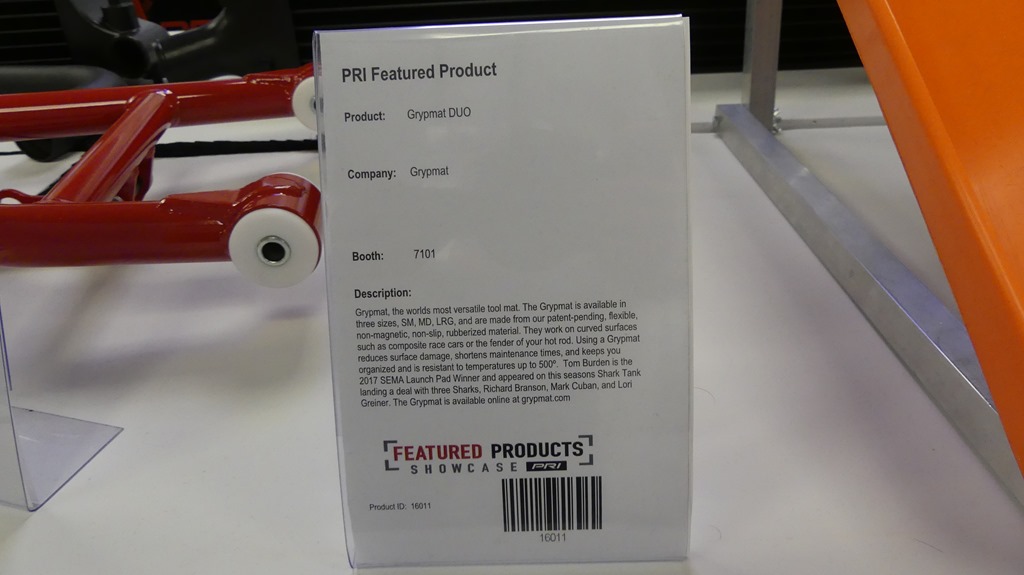 PRI Featured Product
Product: Grypmat DUO
Company: Grypmat
Booth: 7101
Description:
Grypmat, the worlds most versatile tool mat. The Grypmat is available in
three sizes, SM, MD, LRG, and are made from our patent-pending, flexible,
non-magnetic, non-slip, rubberized material. They work on curved surfaces
such as composite race cars or the fender of your hot rod. Using a Grypmat
reduces surface damage, shortens maintenance times, and keeps you
organized and is resistant to temperatures up to 500º. Tom Burden is the
2017 SEMA Launch Pad Winner and appeared on this seasons Shark Tank
landing a deal with three Sharks, Richard Branson, Mark Cuban, and Lori
Greiner. The Grypmat is available online at grypmat.com
FEATURED PRODUCTS
SHOWCASE PRI
Product ID: 16011
16011